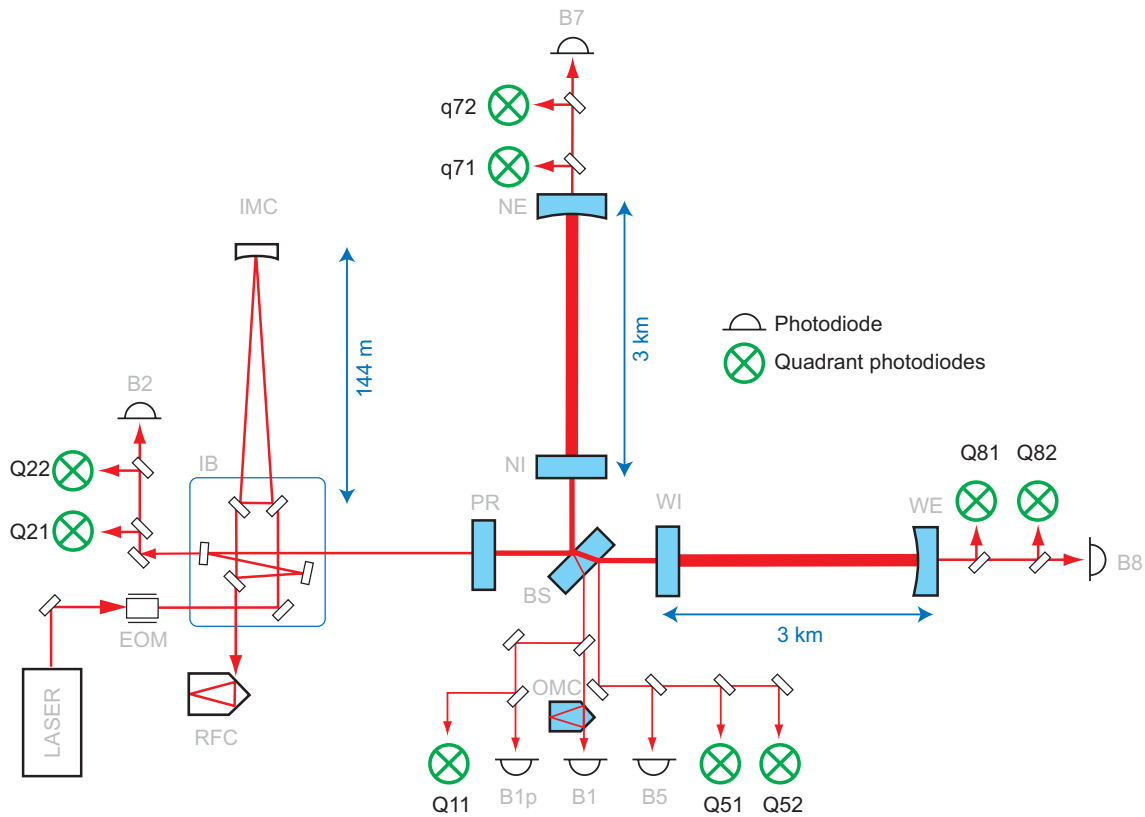 B7
q72
q71
NE
IMC
3 km
144 m
Photodiode
Quadrant photodiodes
B2
Q22
IB
Q21
NI
PR
WI
Q81
Q82
WE
B8
BS
3 km
EOM
LASER
RFC
OMC
Q11
B1p
B1
B5
Q51
Q52